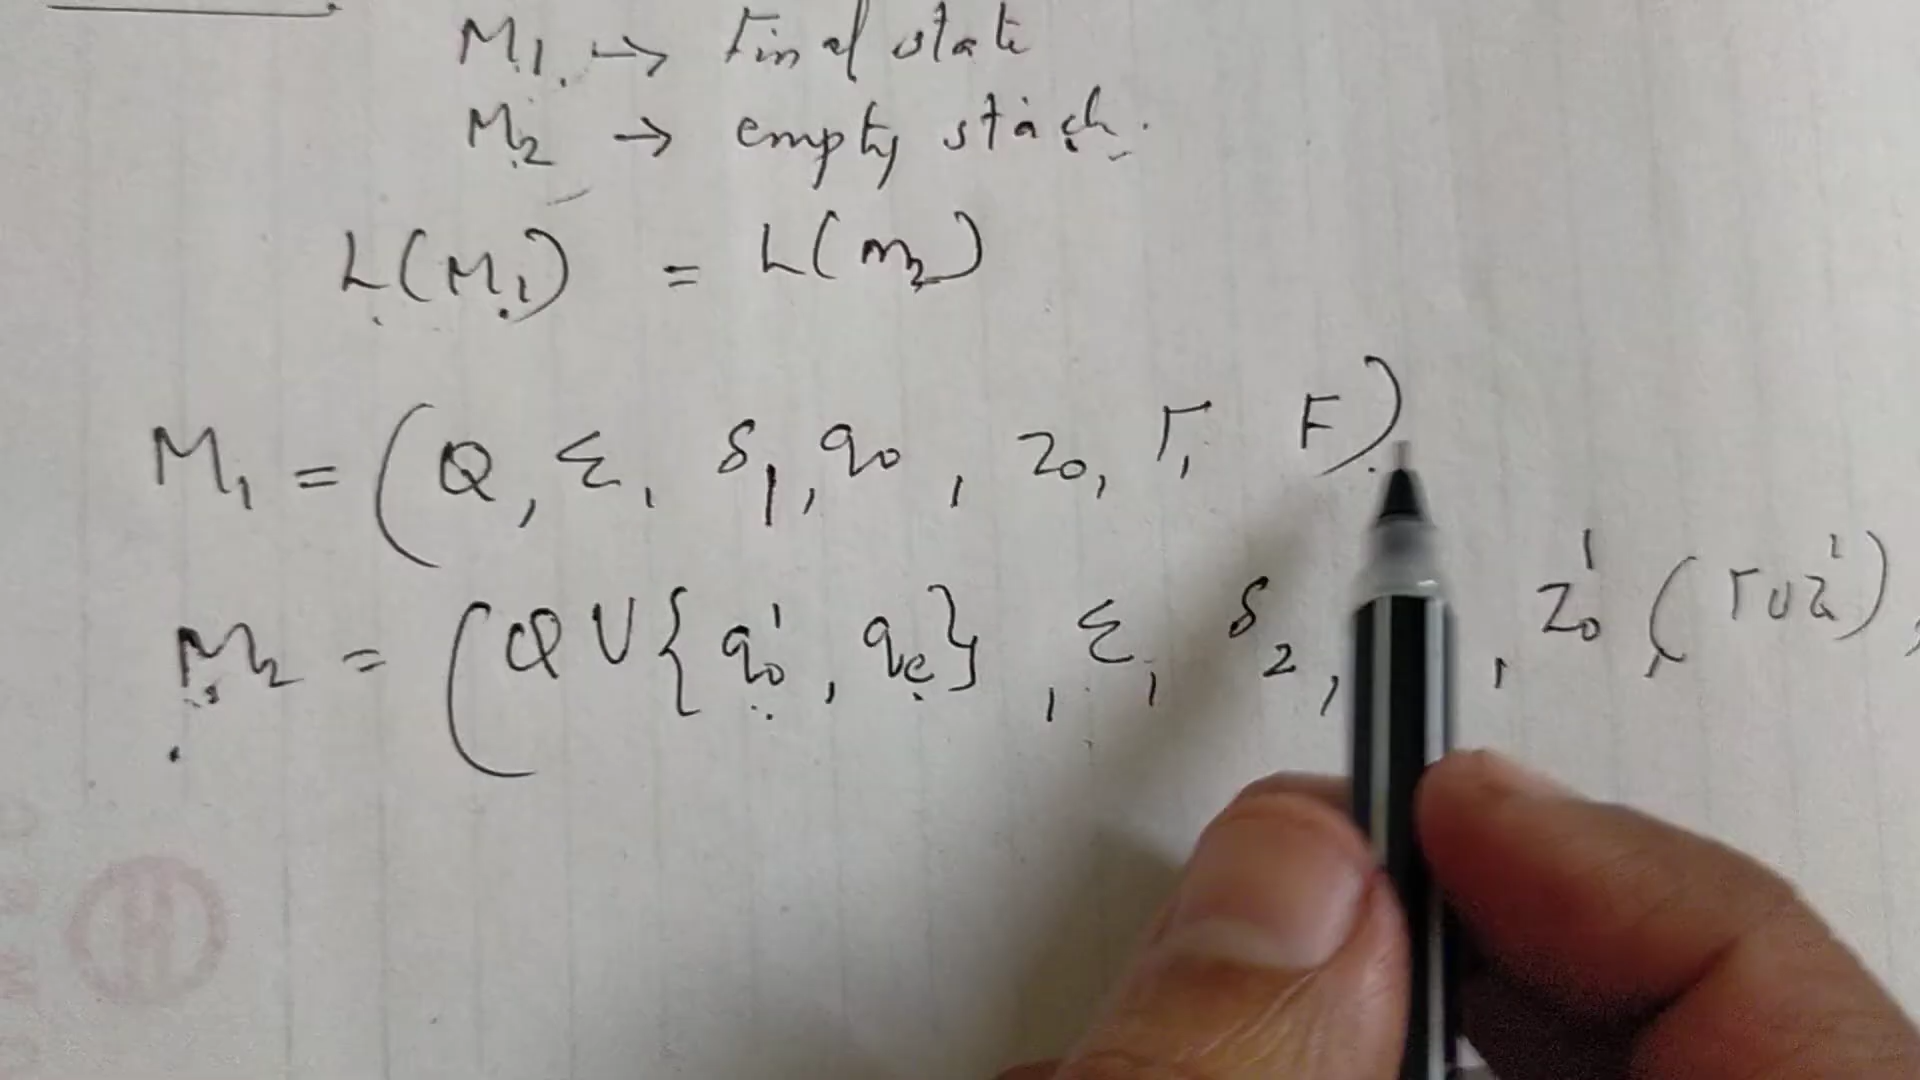 M1 → Final state
M2 → empty stack.
L(M1) = L(M2)
M1 = (Q, Σ, δ1, q0, z0, Γ, F)
M2 = (Q ∪ {q0', qe}, Σ, δ2, , z0', (Γ ∪ z0'),